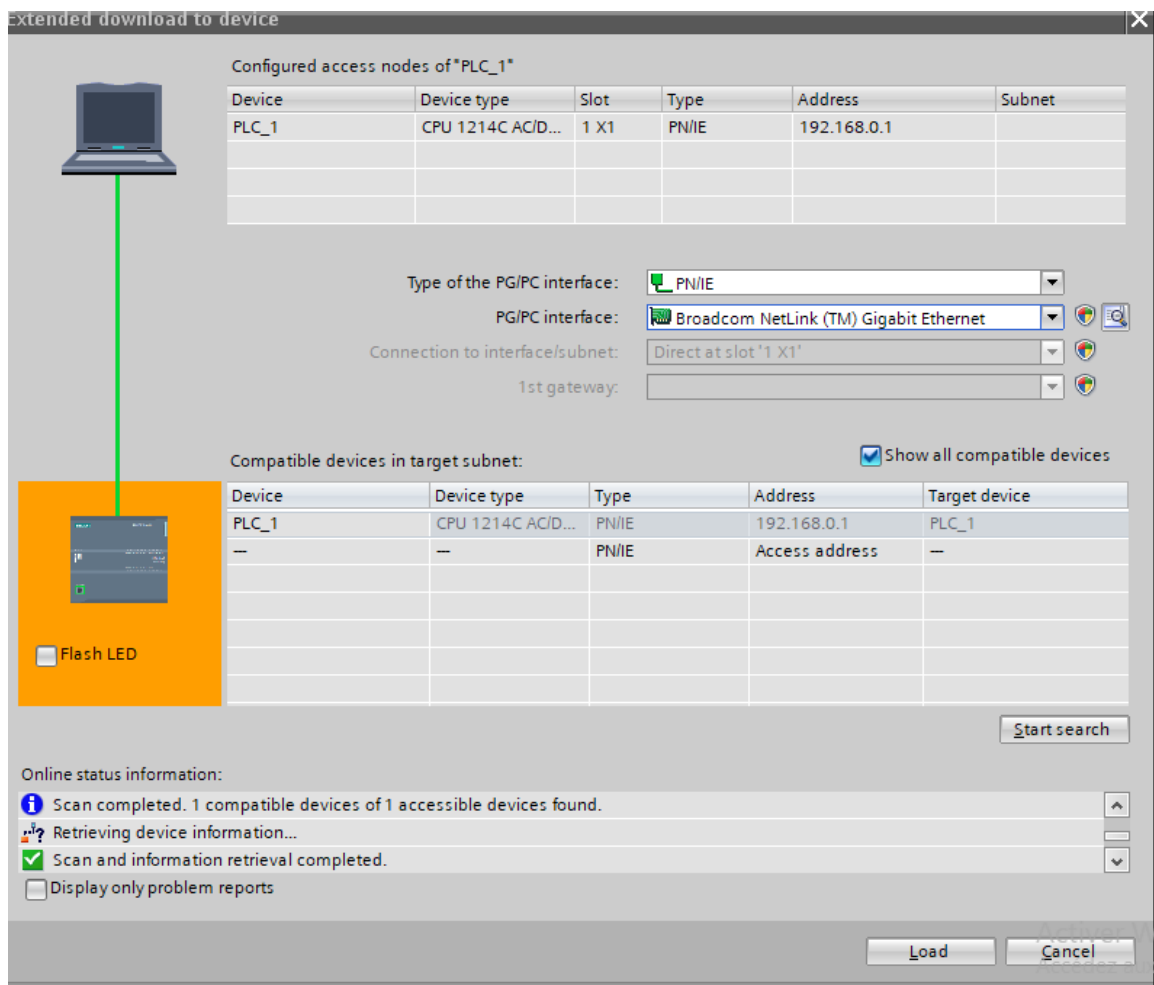 Extended download to device
Configured access nodes of "PLC_1"
Device Device type Slot Type Address Subnet
PLC_1 CPU 1214C AC/D... 1 X1 PN/IE 192.168.0.1
Type of the PG/PC interface: PN/IE
PG/PC interface: Broadcom NetLink (TM) Gigabit Ethernet
Connection to interface/subnet: Direct at slot '1 X1'
1st gateway:
Compatible devices in target subnet: Show all compatible devices
Device Device type Type Address Target device
PLC_1 CPU 1214C AC/D... PN/IE 192.168.0.1 PLC_1
— — PN/IE Access address —
Flash LED
Start search
Online status information:
Scan completed. 1 compatible devices of 1 accessible devices found.
Retrieving device information...
Scan and information retrieval completed.
Display only problem reports
Activer W
Load Cancel
Accédez aux